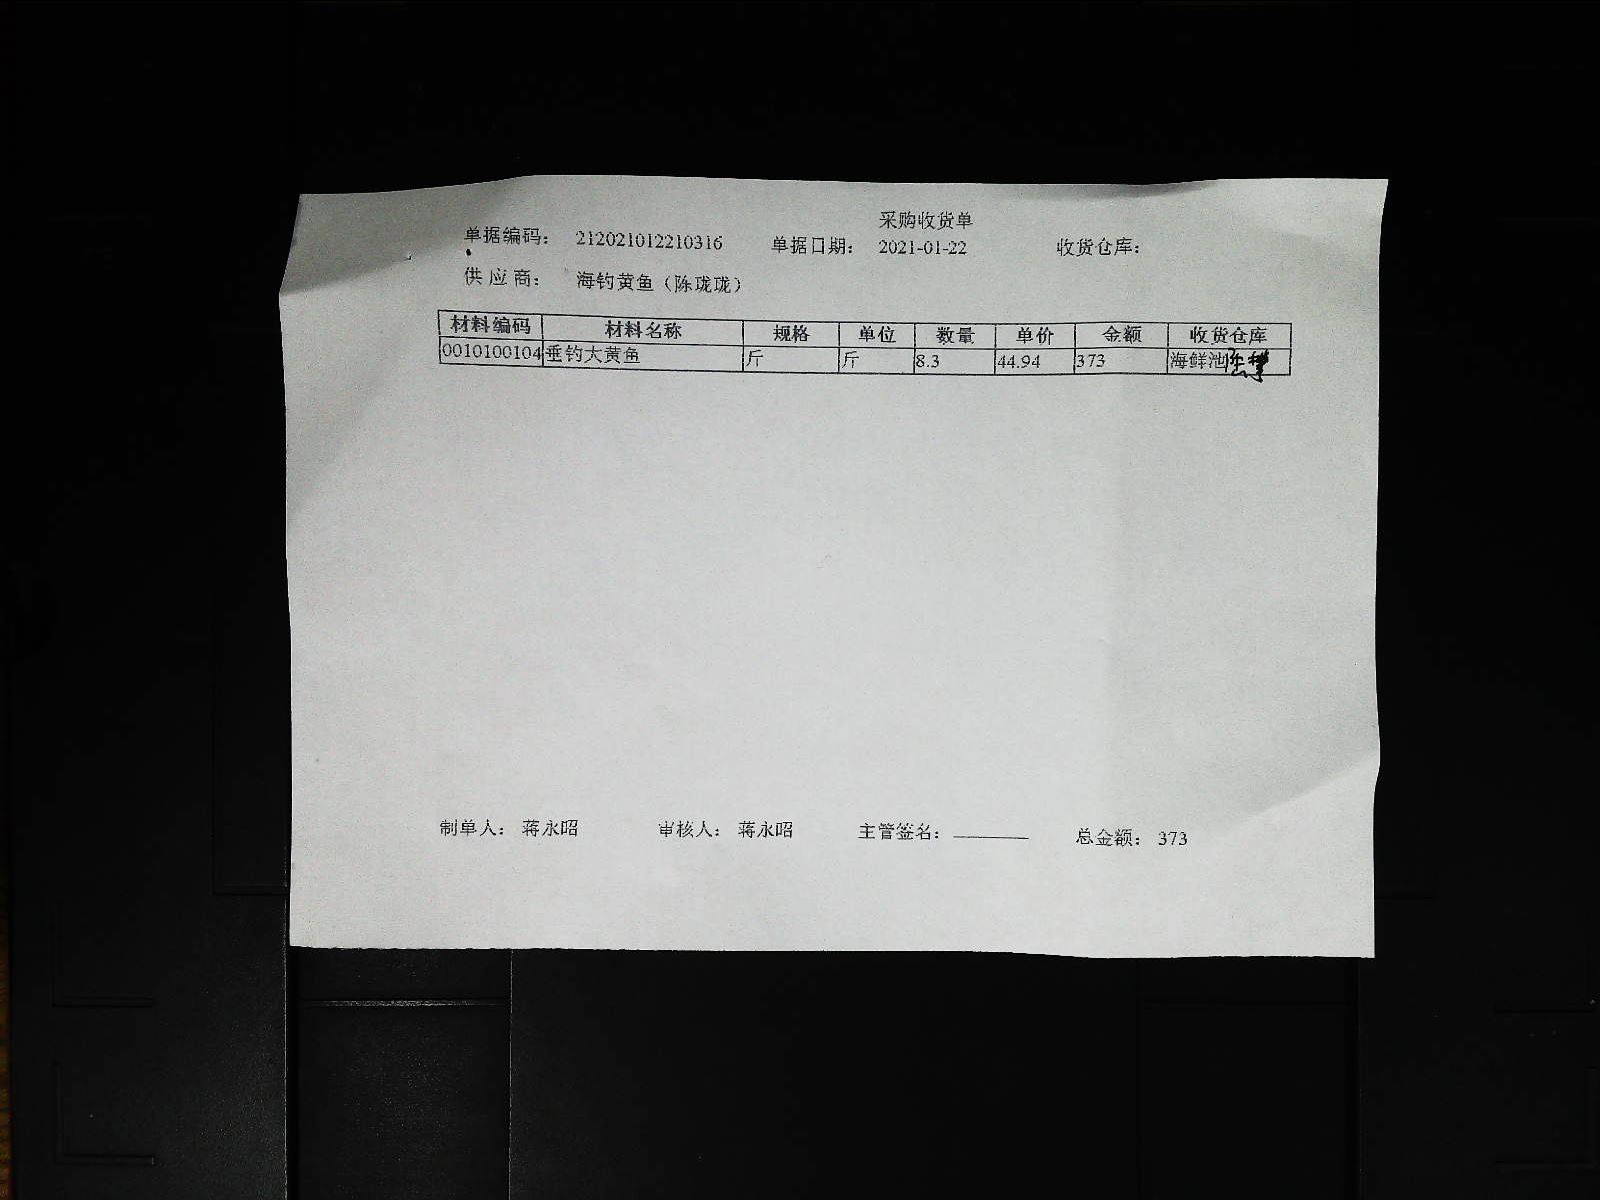 采购收货单
单据编码： 212021012210316 单据日期： 2021-01-22 收货仓库：
供应商： 海钓黄鱼（陈珑珑）
材料编码 材料名称 规格 单位 数量 单价 金额 收货仓库
0010100104 垂钓大黄鱼 斤 斤 8.3 44.94 373 海鲜池
制单人： 蒋永昭 审核人： 蒋永昭 主管签名： 总金额： 373